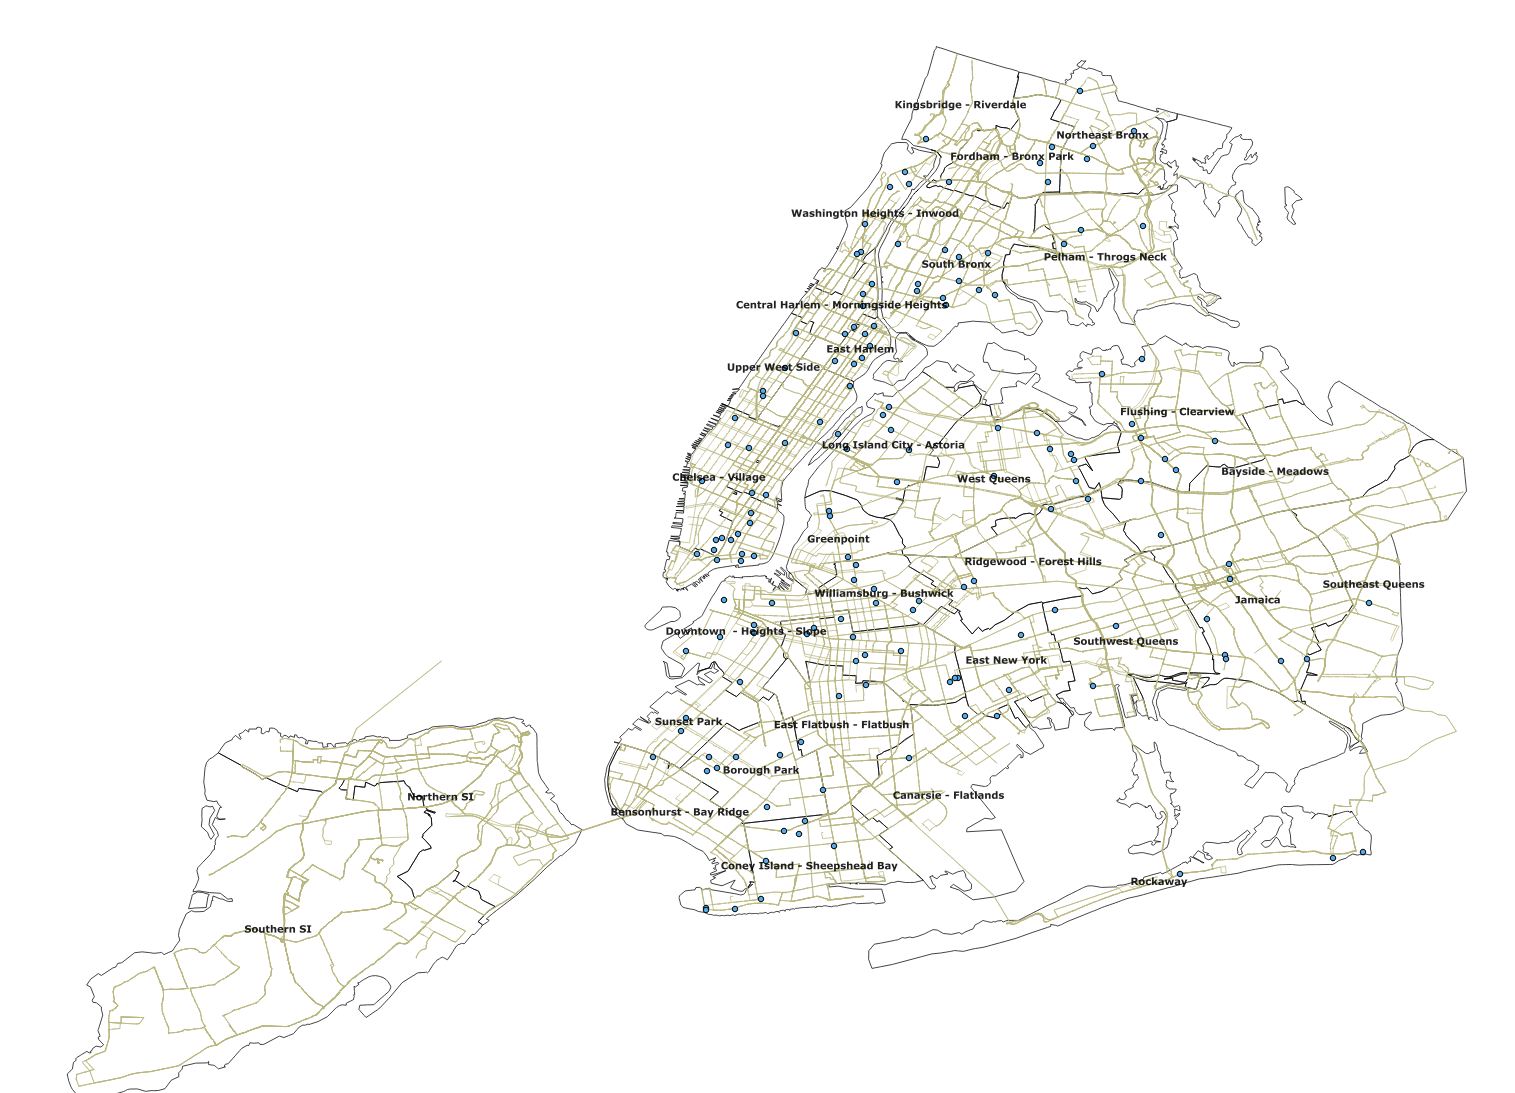 Kingsbridge - Riverdale
Northeast Bronx
Fordham - Bronx Park
Washington Heights - Inwood
Pelham - Throgs Neck
South Bronx
Central Harlem - Morningside Heights
East Harlem
Upper West Side
Flushing - Clearview
Long Island City - Astoria
Bayside - Meadows
Chelsea - Village
West Queens
Greenpoint
Ridgewood - Forest Hills
Southeast Queens
Williamsburg - Bushwick
Jamaica
Downtown - Heights - Slope
Southwest Queens
East New York
Sunset Park
East Flatbush - Flatbush
Borough Park
Canarsie - Flatlands
Northern SI
Bensonhurst - Bay Ridge
Coney Island - Sheepshead Bay
Rockaway
Southern SI